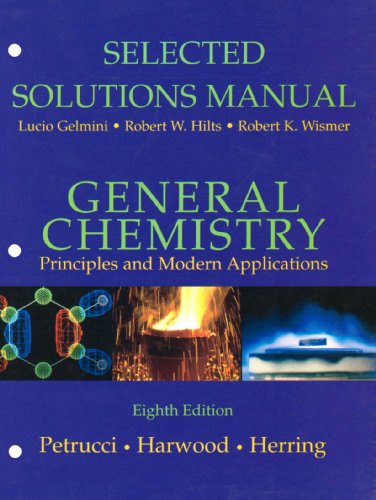 SELECTED
SOLUTIONS MANUAL
Lucio Gelmini • Robert W. Hilts • Robert K. Wismer
GENERAL
CHEMISTRY
Principles and Modern Applications
Eighth Edition
Petrucci • Harwood • Herring